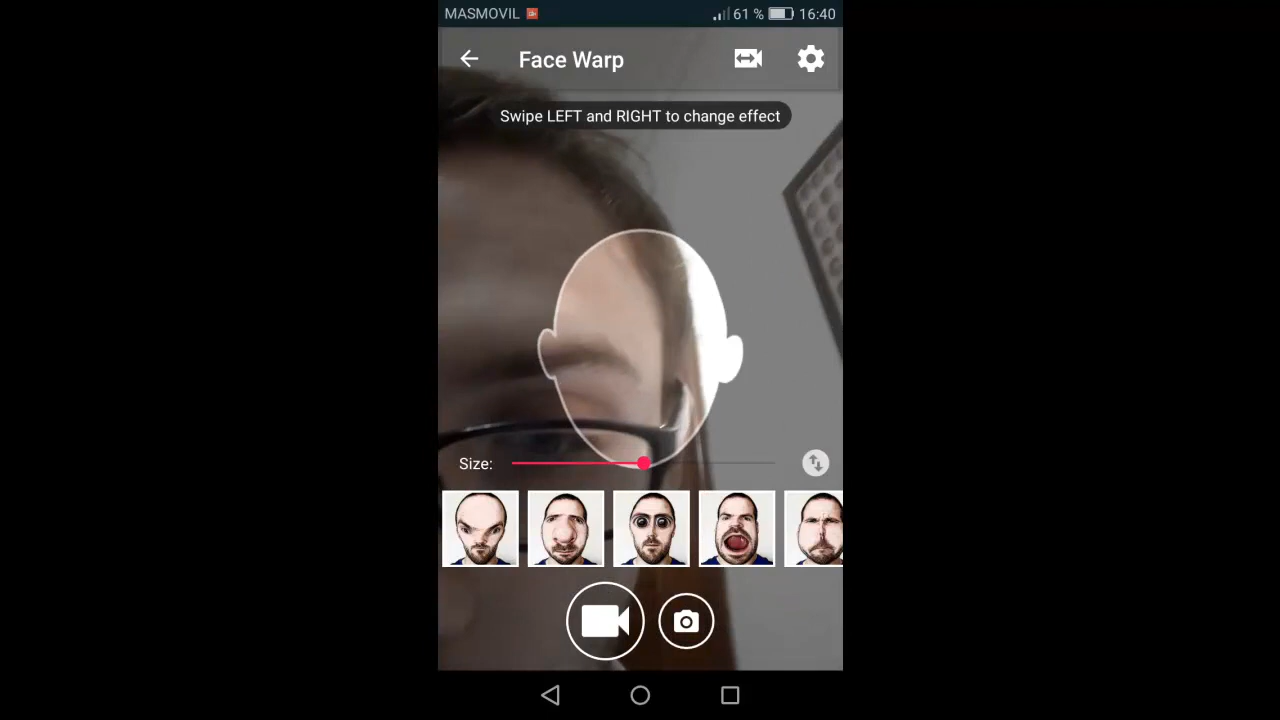 MASMOVIL 61 % 16:40
Face Warp
Swipe LEFT and RIGHT to change effect
Size: